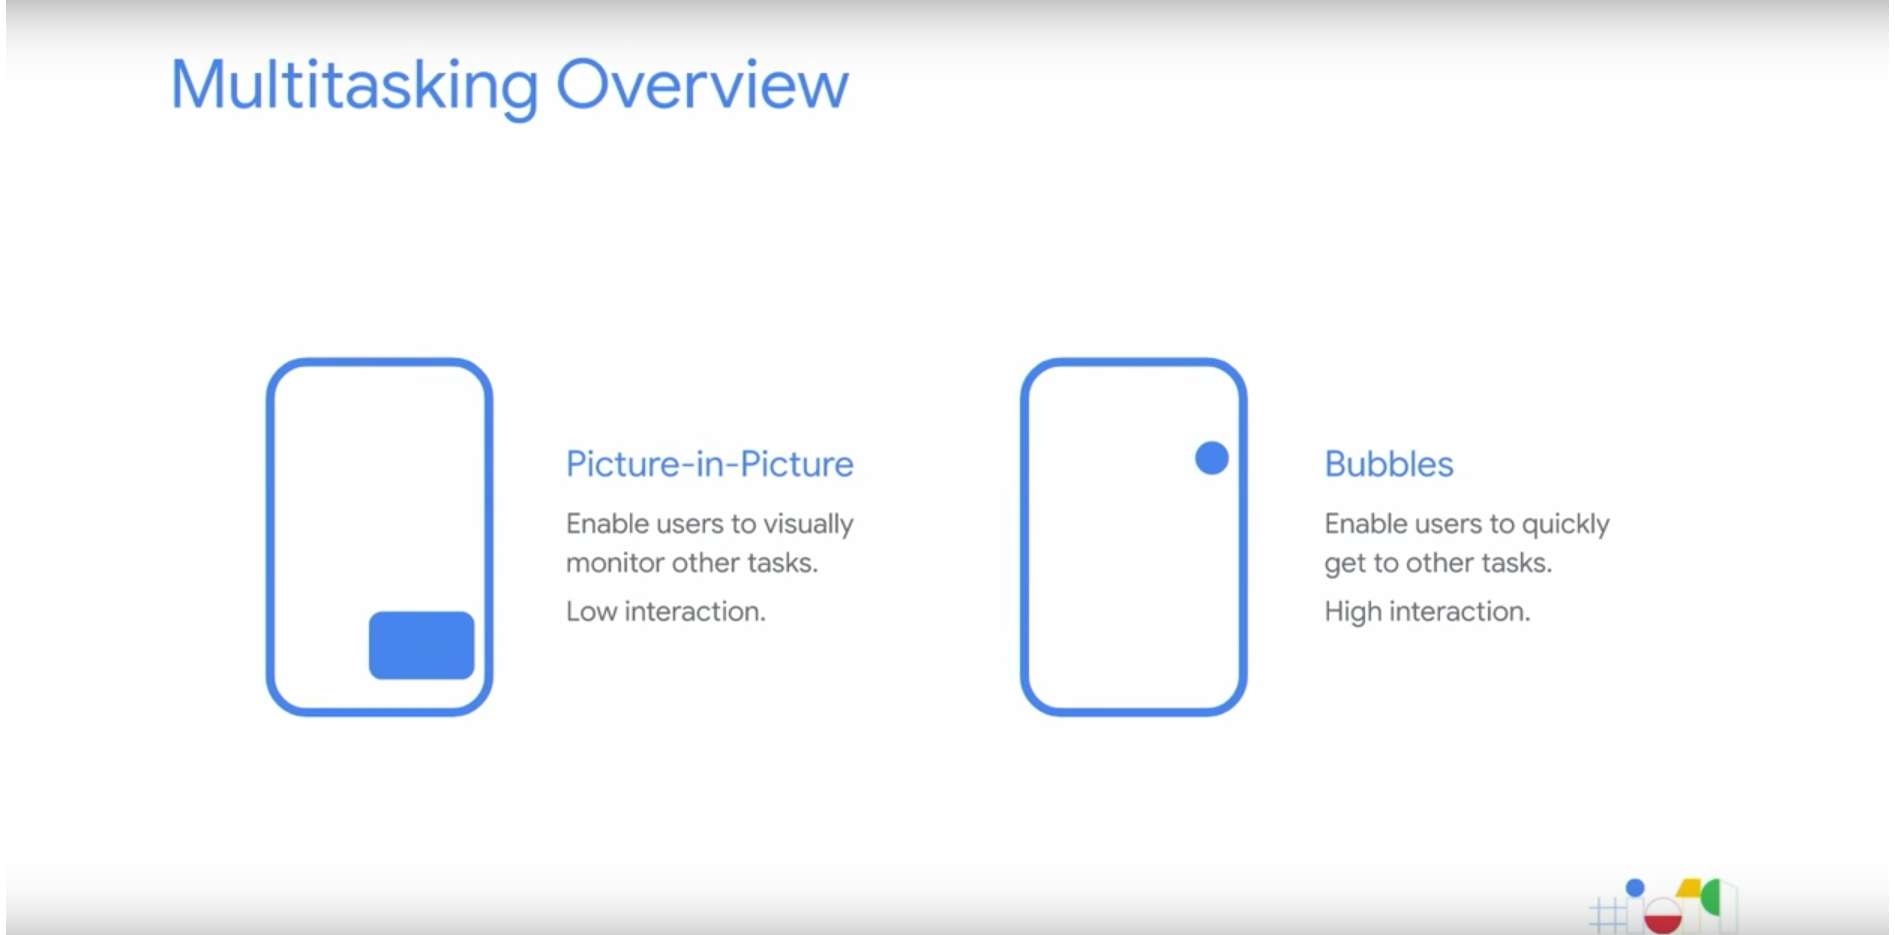 Multitasking Overview
Picture-in-Picture
Enable users to visually
monitor other tasks.
Low interaction.
Bubbles
Enable users to quickly
get to other tasks.
High interaction.
#io19